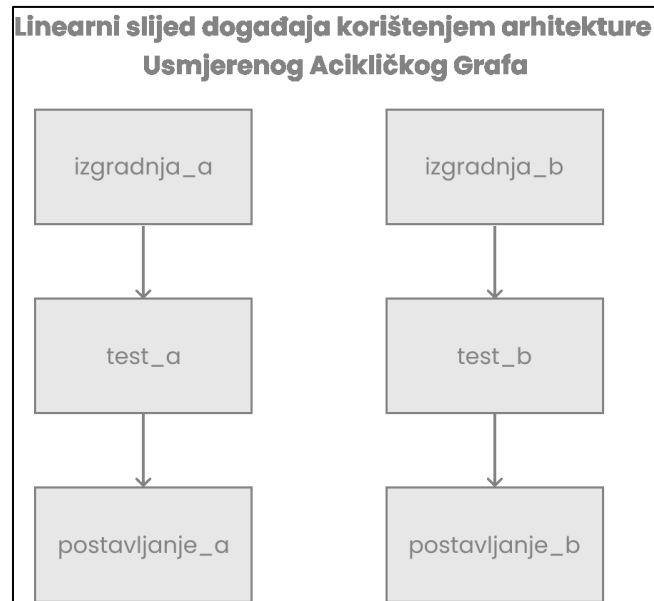 Linearni slijed događaja korištenjem arhitekture
Usmjerenog Acikličkog Grafa
izgradnja_a
izgradnja_b
test_a
test_b
postavljanje_a
postavljanje_b